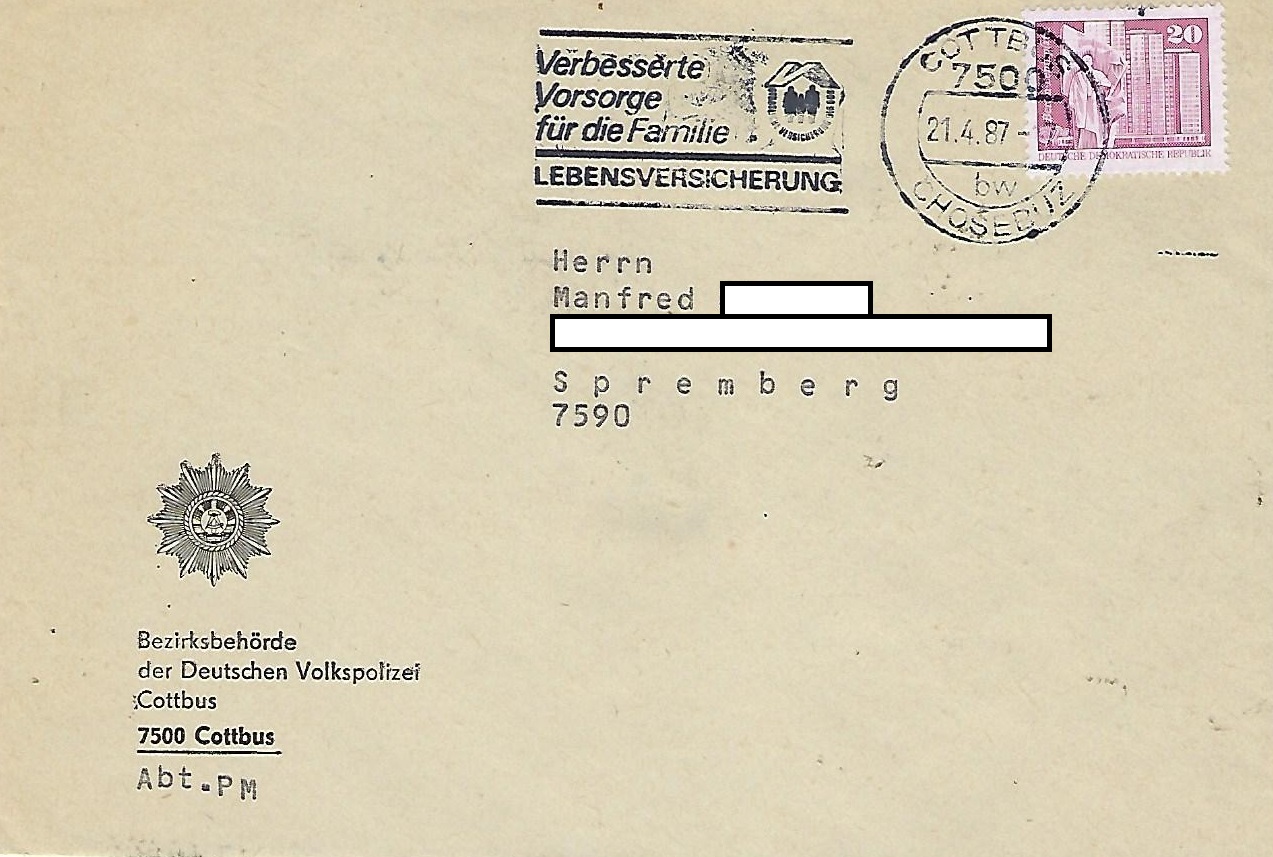 Verbesserte
Vorsorge
für die Familie
LEBENSVERSICHERUNG
COTTBUS
7500
21.4.87
bw
CHOŚEBUZ
20
DEUTSCHE DEMOKRATISCHE REPUBLIK
Herrn
Manfred
Spremberg
7590
Bezirksbehörde
der Deutschen Volkspolizei
Cottbus
7500 Cottbus
Abt.PM